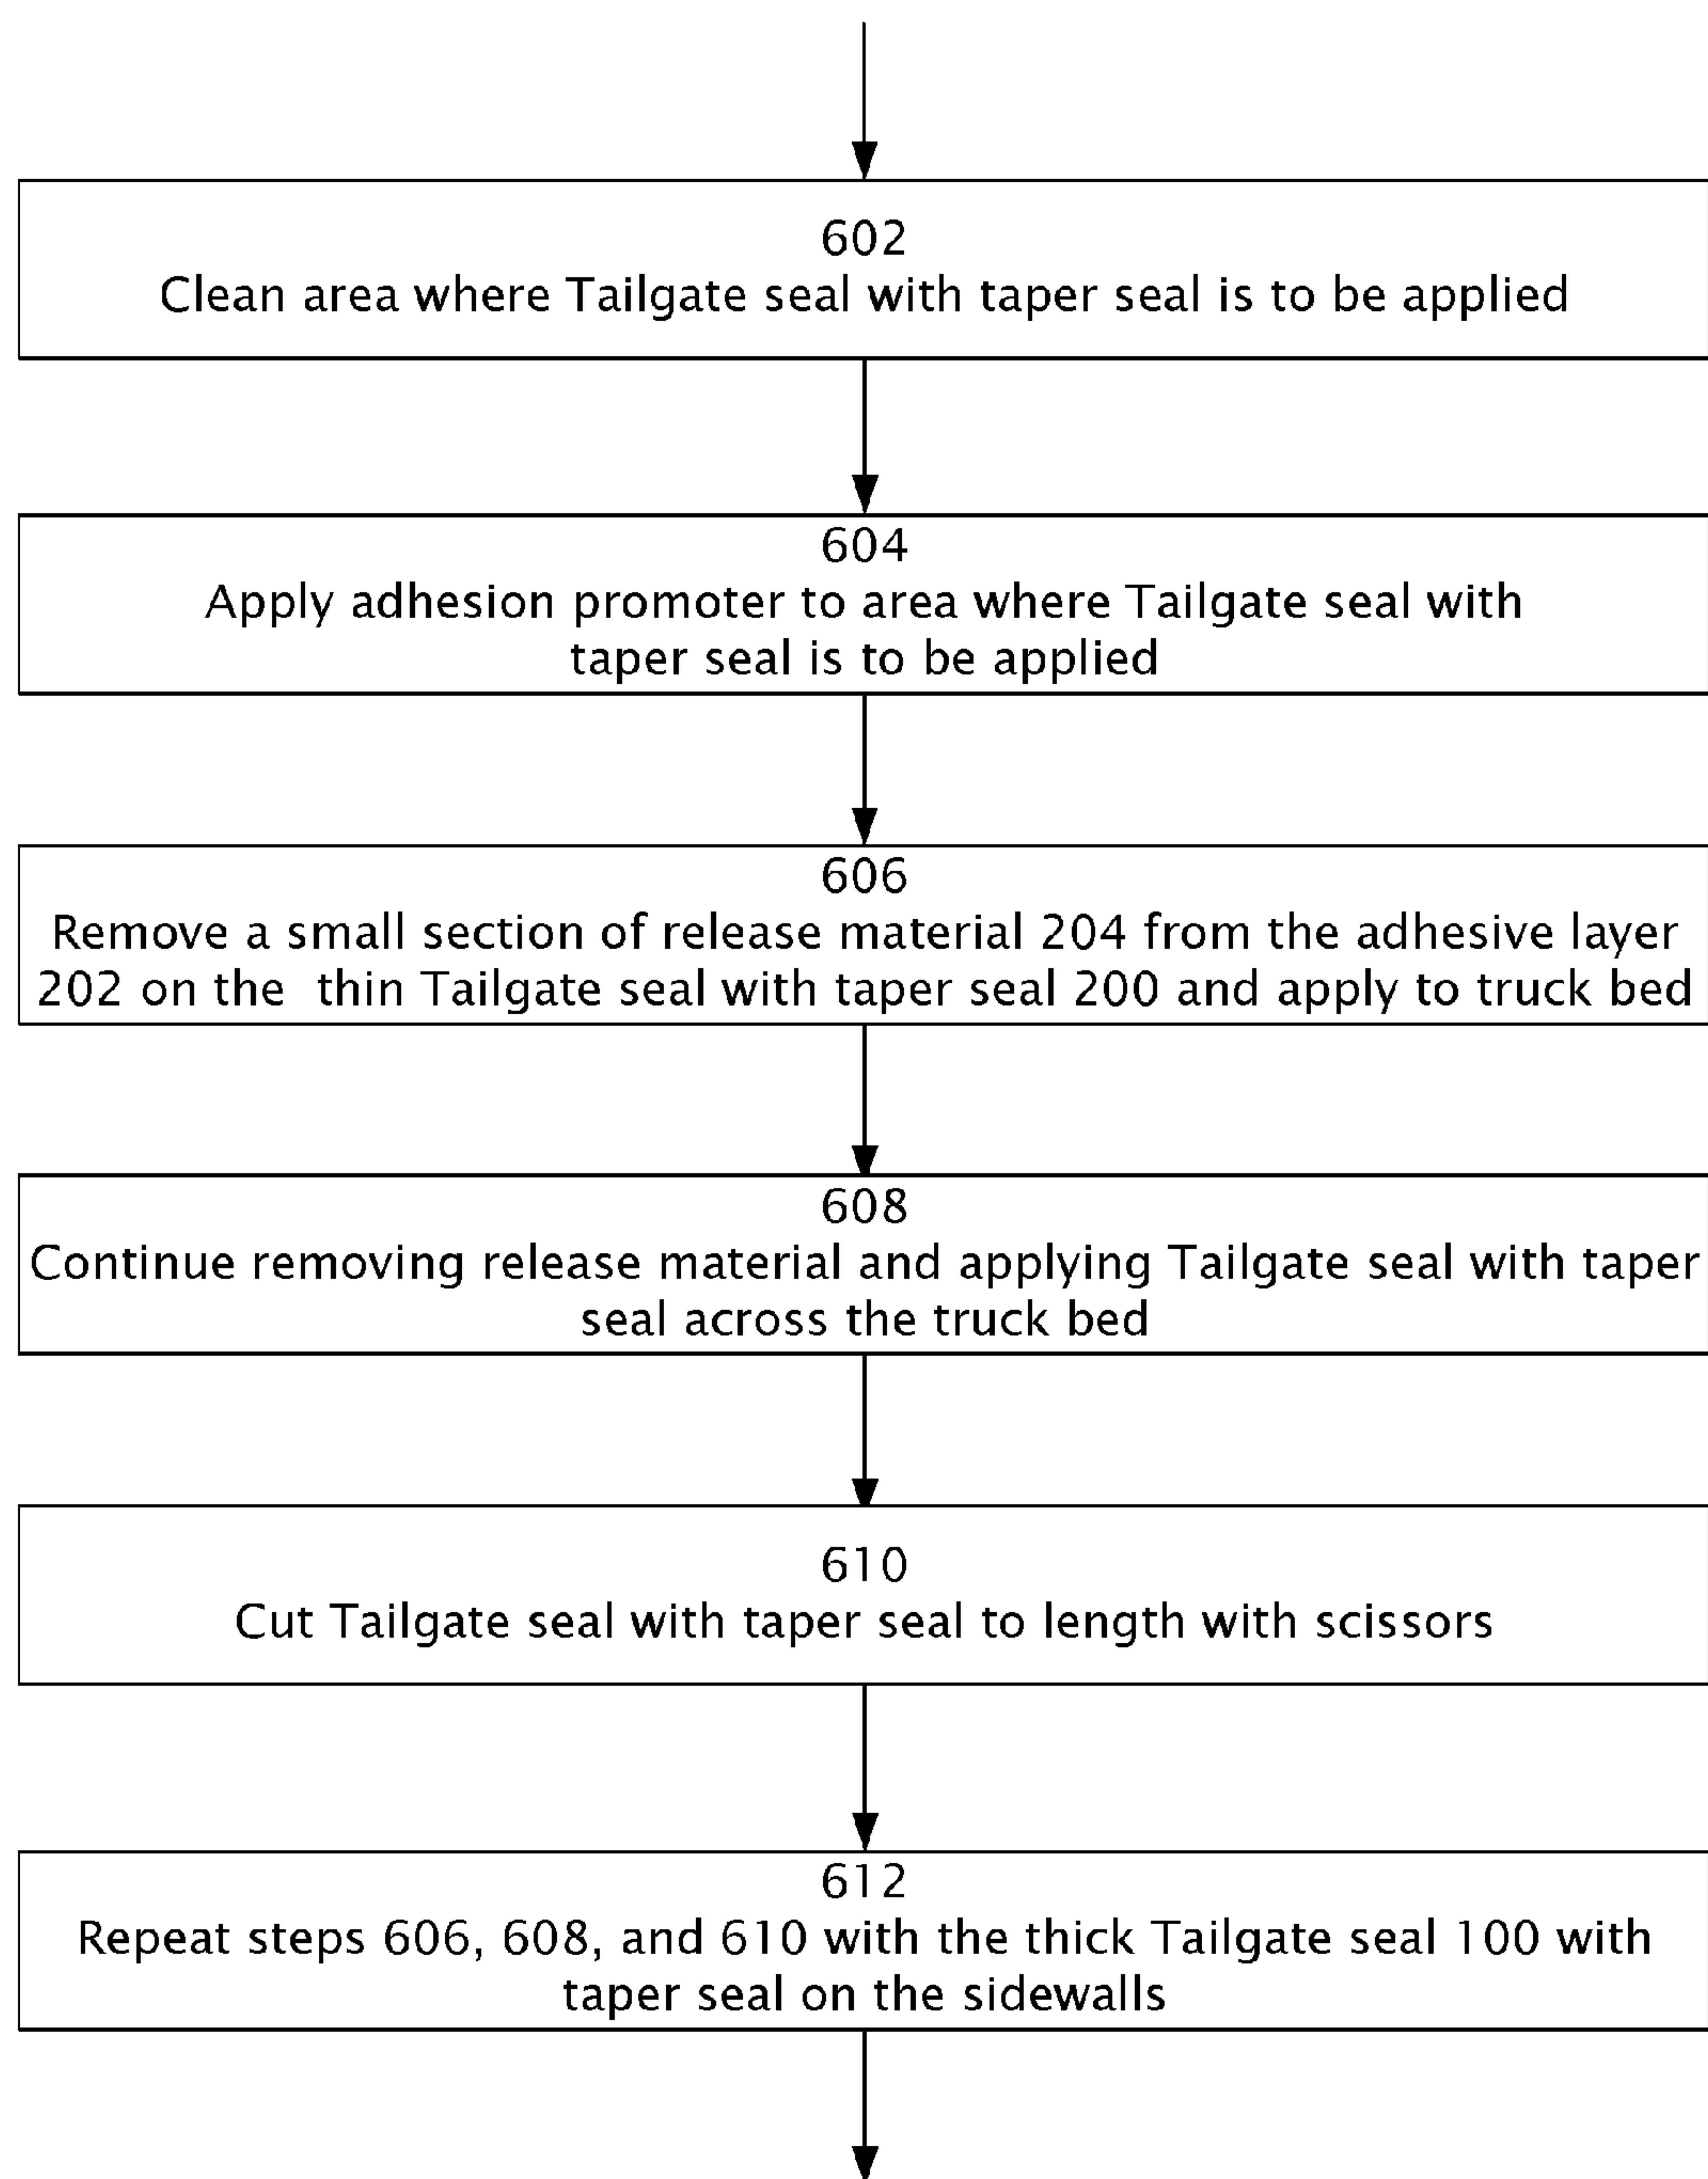 602
Clean area where Tailgate seal with taper seal is to be applied
604
Apply adhesion promoter to area where Tailgate seal with
taper seal is to be applied
606
Remove a small section of release material 204 from the adhesive layer
202 on the  thin Tailgate seal with taper seal 200 and apply to truck bed
608
Continue removing release material and applying Tailgate seal with taper
seal across the truck bed
610
Cut Tailgate seal with taper seal to length with scissors
612
Repeat steps 606, 608, and 610 with the thick Tailgate seal 100 with
taper seal on the sidewalls